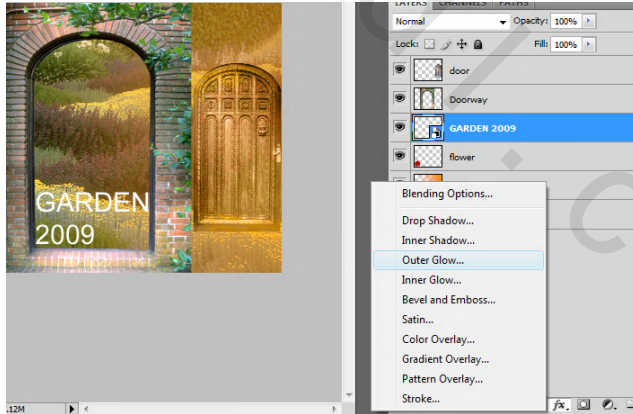 LAYERS CHANNELS PATHS
Normal Opacity: 100%
Lock: Fill: 100%
door
Doorway
GARDEN 2009
flower
Blending Options...
Drop Shadow...
Inner Shadow...
Outer Glow...
Inner Glow...
Bevel and Emboss...
Satin...
Color Overlay...
Gradient Overlay...
Pattern Overlay...
Stroke...
fx.
GARDEN
2009
.12M